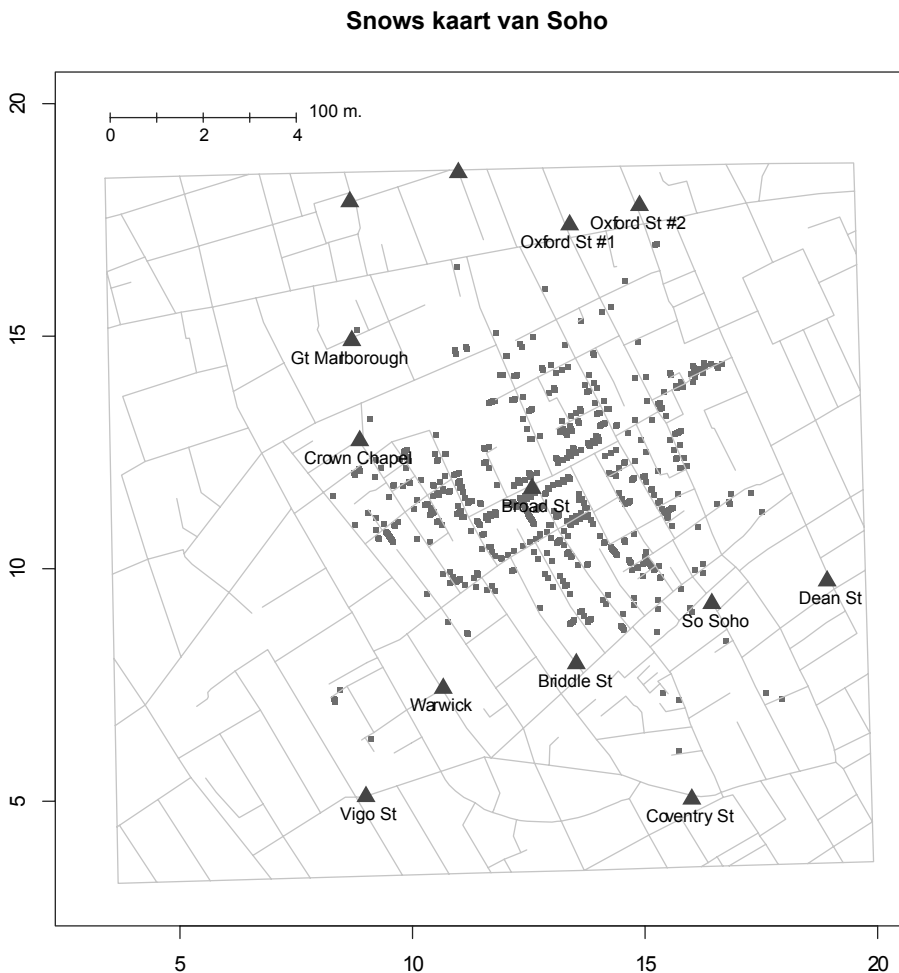 Snows kaart van Soho
20
100 m.
0 2 4
Oxford St #2
Oxford St #1
15
Gt Marlborough
Crown Chapel
Broad St
10
Dean St
So Soho
Briddle St
Warwick
5
Vigo St
Coventry St
5 10 15 20